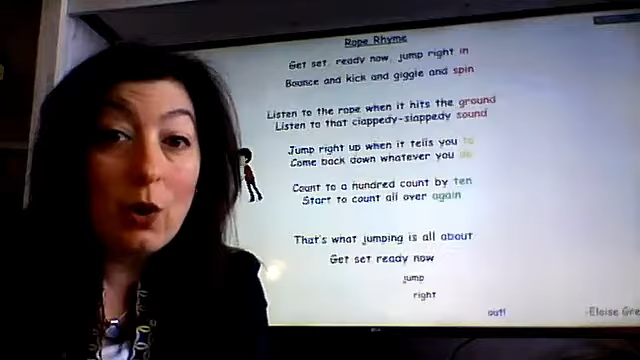 Rope Rhyme
Get set, ready now, jump right in
Bounce and kick and giggle and spin
Listen to the rope when it hits the ground
Listen to that clappedy-slappedy sound
Jump right up when it tells you to
Come back down whatever you do
Count to a hundred count by ten
Start to count all over again
That's what jumping is all about
Get set ready now
jump
right
out!
-Eloise Gre